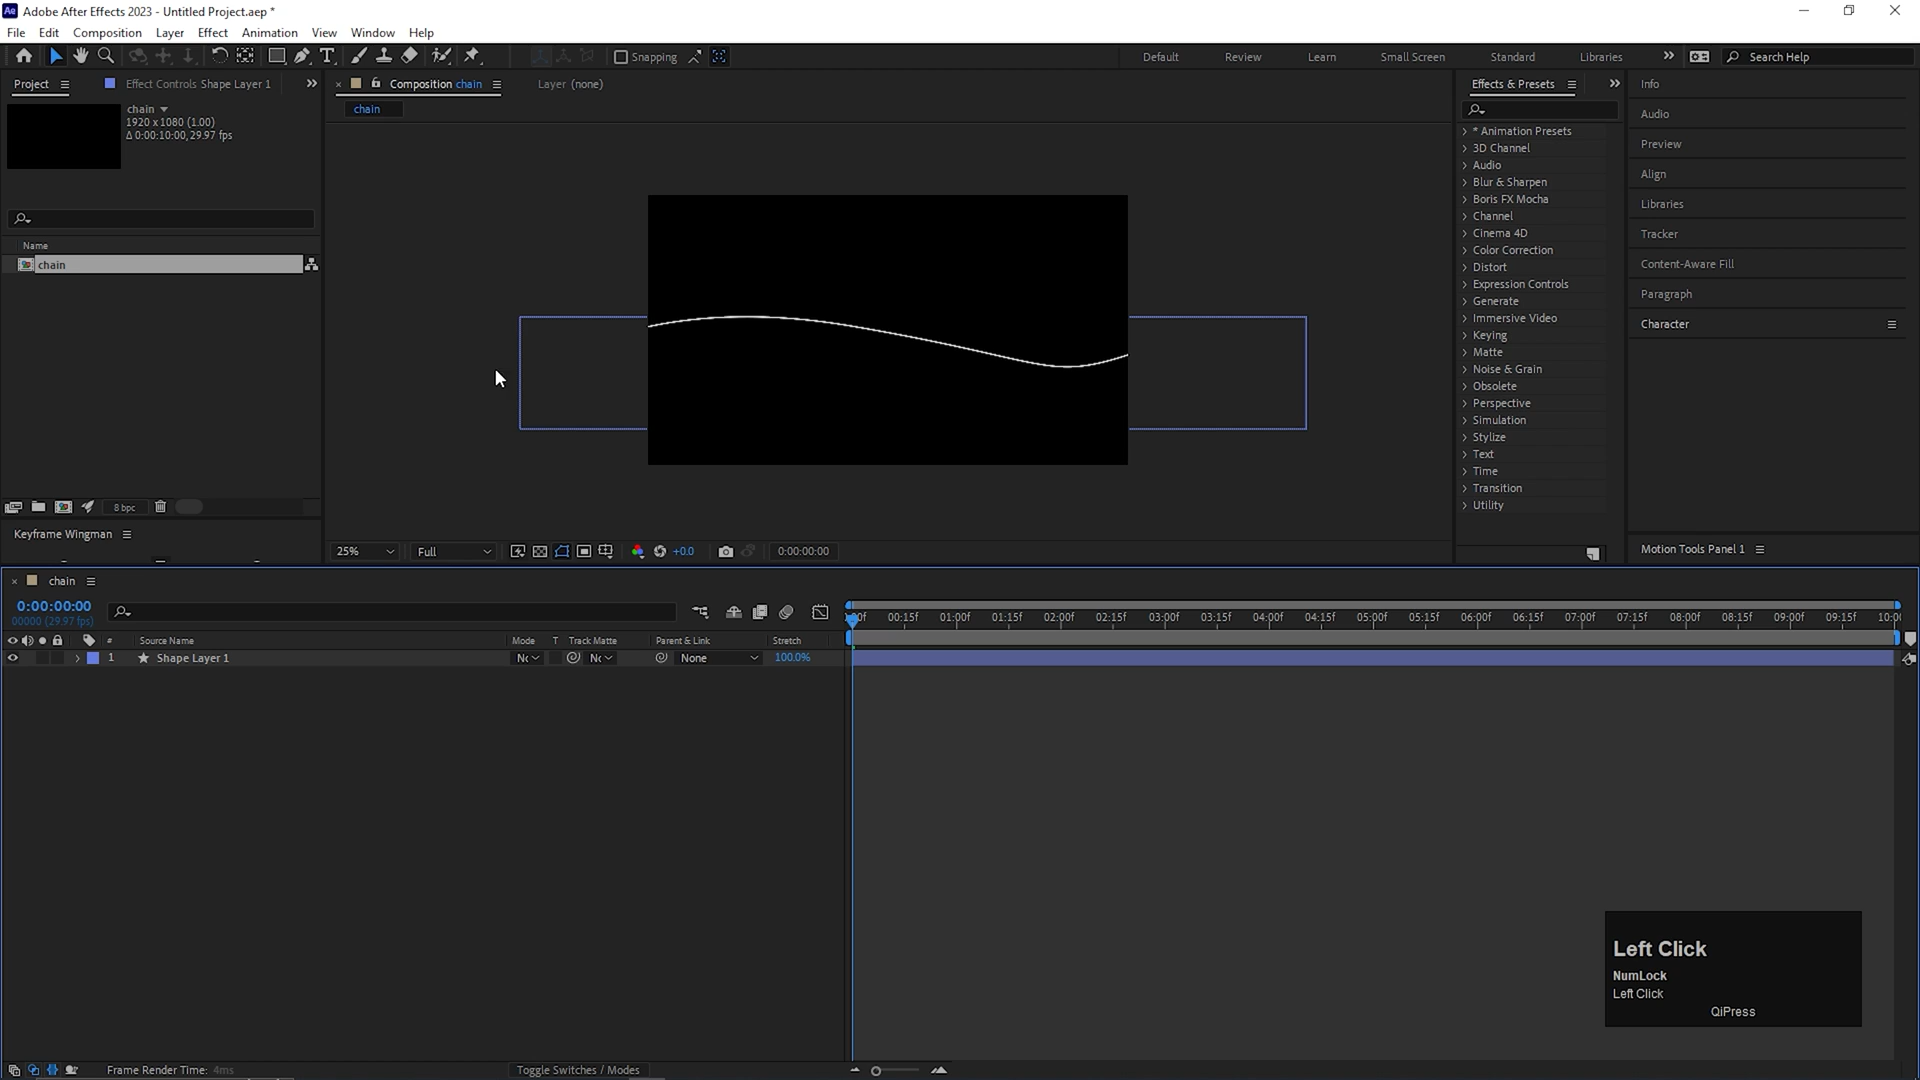 Adobe After Effects 2023 - Untitled Project.aep *
File Edit Composition Layer Effect Animation View Window Help
Snapping
Default Review Learn Small Screen Standard Libraries
Search Help
Project
Effect Controls Shape Layer 1
Composition chain
Layer (none)
chain
chain
1920 x 1080 (1.00)
Δ 0:00:10:00, 29.97 fps
Name
chain
8 bpc
Keyframe Wingman
25% Full +0.0 0:00:00:00
Effects & Presets
* Animation Presets
3D Channel
Audio
Blur & Sharpen
Boris FX Mocha
Channel
Cinema 4D
Color Correction
Distort
Expression Controls
Generate
Immersive Video
Keying
Matte
Noise & Grain
Obsolete
Perspective
Simulation
Stylize
Text
Time
Transition
Utility
Info
Audio
Preview
Align
Libraries
Tracker
Content-Aware Fill
Paragraph
Character
Motion Tools Panel 1
chain
0:00:00:00
00000 (29.97 fps)
00:15f 01:00f 01:15f 02:00f 02:15f 03:00f 03:15f 04:00f 04:15f 05:00f 05:15f 06:00f 06:15f 07:00f 07:15f 08:00f 08:15f 09:00f 09:15f
# Source Name Mode T Track Matte Parent & Link Stretch
1 Shape Layer 1 None 100.0%
Left Click
NumLock
Left Click
QiPress
Frame Render Time: 4ms
Toggle Switches / Modes